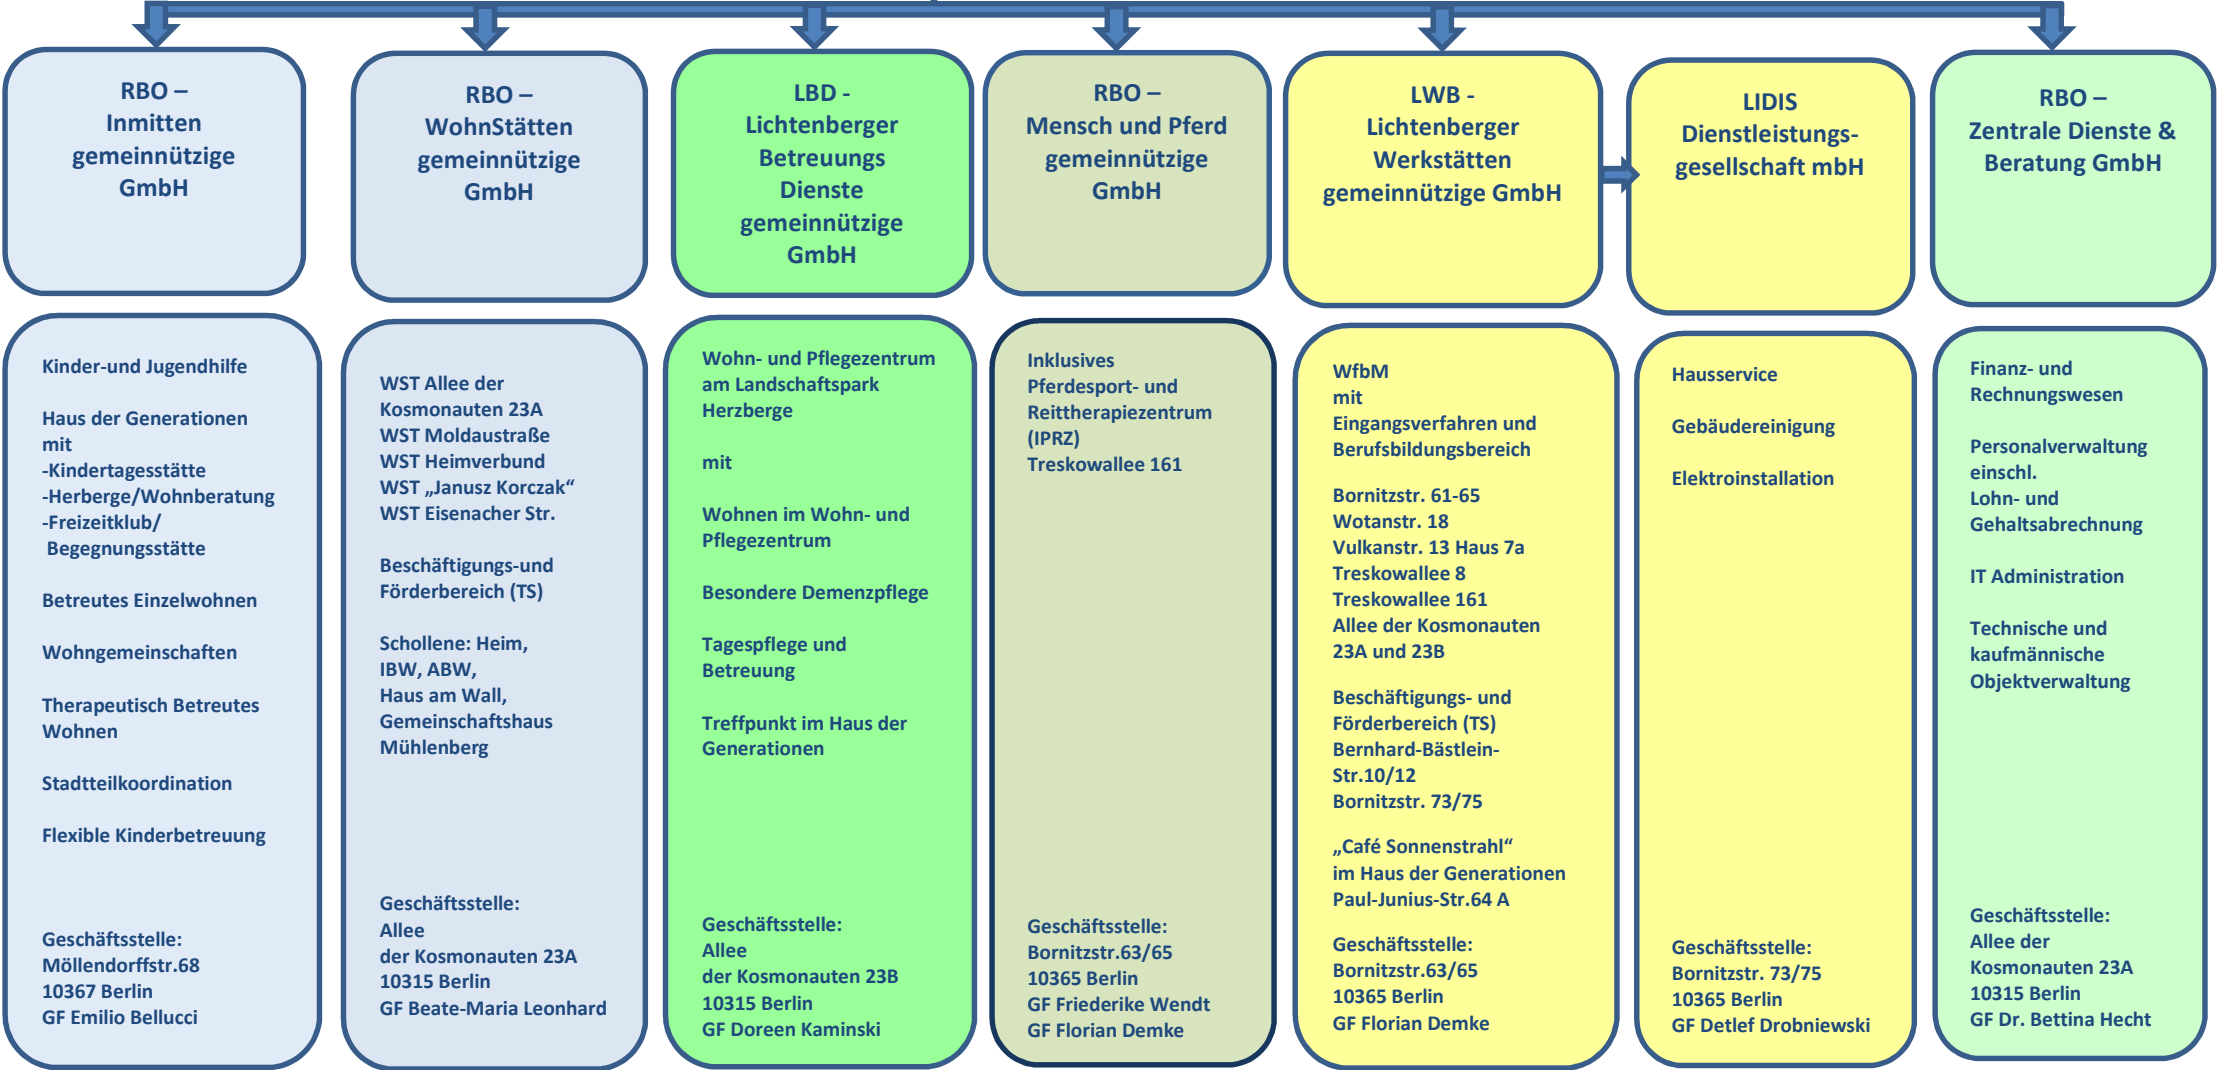 RBO –
Inmitten
gemeinnützige
GmbH
RBO –
WohnStätten
gemeinnützige
GmbH
LBD -
Lichtenberger
Betreuungs
Dienste
gemeinnützige
GmbH
RBO –
Mensch und Pferd
gemeinnützige
GmbH
LWB -
Lichtenberger
Werkstätten
gemeinnützige GmbH
LIDIS
Dienstleistungs-
gesellschaft mbH
RBO –
Zentrale Dienste &
Beratung GmbH
Kinder-und Jugendhilfe
Haus der Generationen
mit
-Kindertagesstätte
-Herberge/Wohnberatung
-Freizeitklub/
Begegnungsstätte
Betreutes Einzelwohnen
Wohngemeinschaften
Therapeutisch Betreutes
Wohnen
Stadtteilkoordination
Flexible Kinderbetreuung
Geschäftsstelle:
Möllendorffstr.68
10367 Berlin
GF Emilio Bellucci
WST Allee der
Kosmonauten 23A
WST Moldaustraße
WST Heimverbund
WST „Janusz Korczak“
WST Eisenacher Str.
Beschäftigungs-und
Förderbereich (TS)
Schollene: Heim,
IBW, ABW,
Haus am Wall,
Gemeinschaftshaus
Mühlenberg
Geschäftsstelle:
Allee
der Kosmonauten 23A
10315 Berlin
GF Beate-Maria Leonhard
Wohn- und Pflegezentrum
am Landschaftspark
Herzberge
mit
Wohnen im Wohn- und
Pflegezentrum
Besondere Demenzpflege
Tagespflege und
Betreuung
Treffpunkt im Haus der
Generationen
Geschäftsstelle:
Allee
der Kosmonauten 23B
10315 Berlin
GF Doreen Kaminski
Inklusives
Pferdesport- und
Reittherapiezentrum
(IPRZ)
Treskowallee 161
Geschäftsstelle:
Bornitzstr.63/65
10365 Berlin
GF Friederike Wendt
GF Florian Demke
WfbM
mit
Eingangsverfahren und
Berufsbildungsbereich
Bornitzstr. 61-65
Wotanstr. 18
Vulkanstr. 13 Haus 7a
Treskowallee 8
Treskowallee 161
Allee der Kosmonauten
23A und 23B
Beschäftigungs- und
Förderbereich (TS)
Bernhard-Bästlein-
Str.10/12
Bornitzstr. 73/75
„Café Sonnenstrahl“
im Haus der Generationen
Paul-Junius-Str.64 A
Geschäftsstelle:
Bornitzstr.63/65
10365 Berlin
GF Florian Demke
Hausservice
Gebäudereinigung
Elektroinstallation
Geschäftsstelle:
Bornitzstr. 73/75
10365 Berlin
GF Detlef Drobniewski
Finanz- und
Rechnungswesen
Personalverwaltung
einschl.
Lohn- und
Gehaltsabrechnung
IT Administration
Technische und
kaufmännische
Objektverwaltung
Geschäftsstelle:
Allee der
Kosmonauten 23A
10315 Berlin
GF Dr. Bettina Hecht